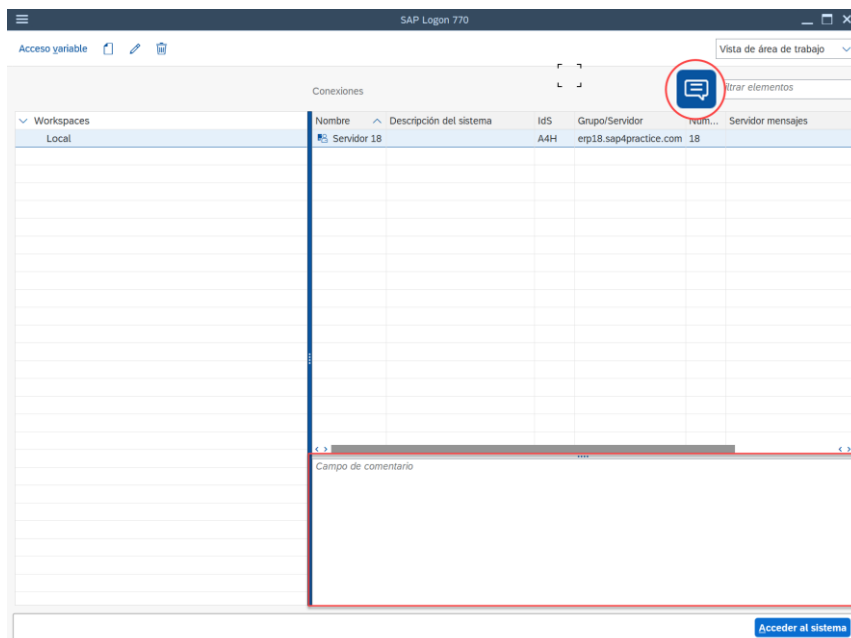 SAP Logon 770
Acceso variable
Vista de área de trabajo
Conexiones
ltrar elementos
Workspaces
Nombre Descripción del sistema IdS Grupo/Servidor Núm... Servidor mensajes
Local
Servidor 18 A4H erp18.sap4practice.com 18
Campo de comentario
Acceder al sistema